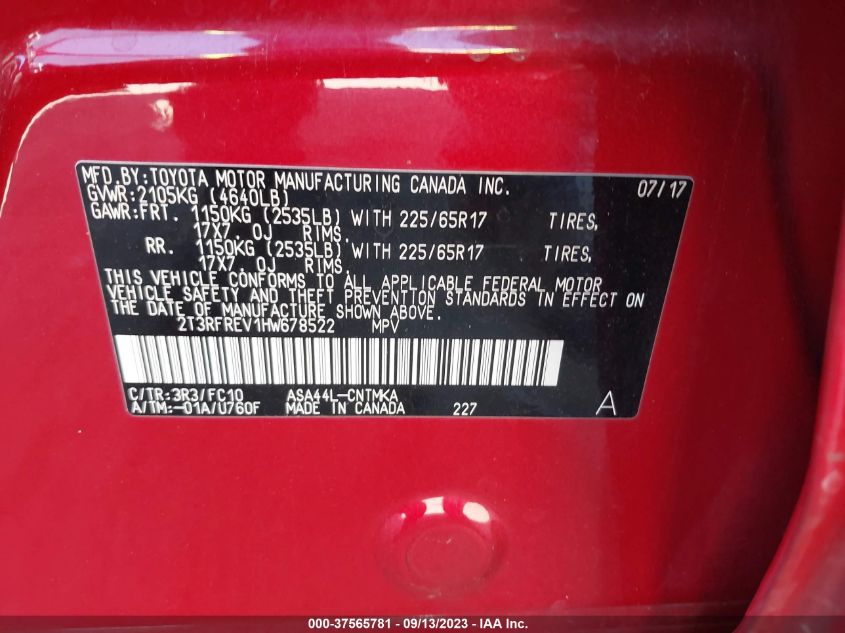 MFD.BY:TOYOTA MOTOR MANUFACTURING CANADA INC. 07/17
GVWR:2105KG (4640LB)
GAWR:FRT. 1150KG (2535LB) WITH 225/65R17 TIRES,
17X7.0J RIMS.
RR. 1150KG (2535LB) WITH 225/65R17 TIRES,
17X7.0J RIMS.
THIS VEHICLE CONFORMS TO ALL APPLICABLE FEDERAL MOTOR
VEHICLE SAFETY AND THEFT PREVENTION STANDARDS IN EFFECT ON
THE DATE OF MANUFACTURE SHOWN ABOVE.
2T3RFREV1HW678522 MPV
C/TR:3R3/FC10 ASA44L-CNTMKA
A/TM:-01A/U760F MADE IN CANADA 227 A
000-37565781 - 09/13/2023 - IAA Inc.